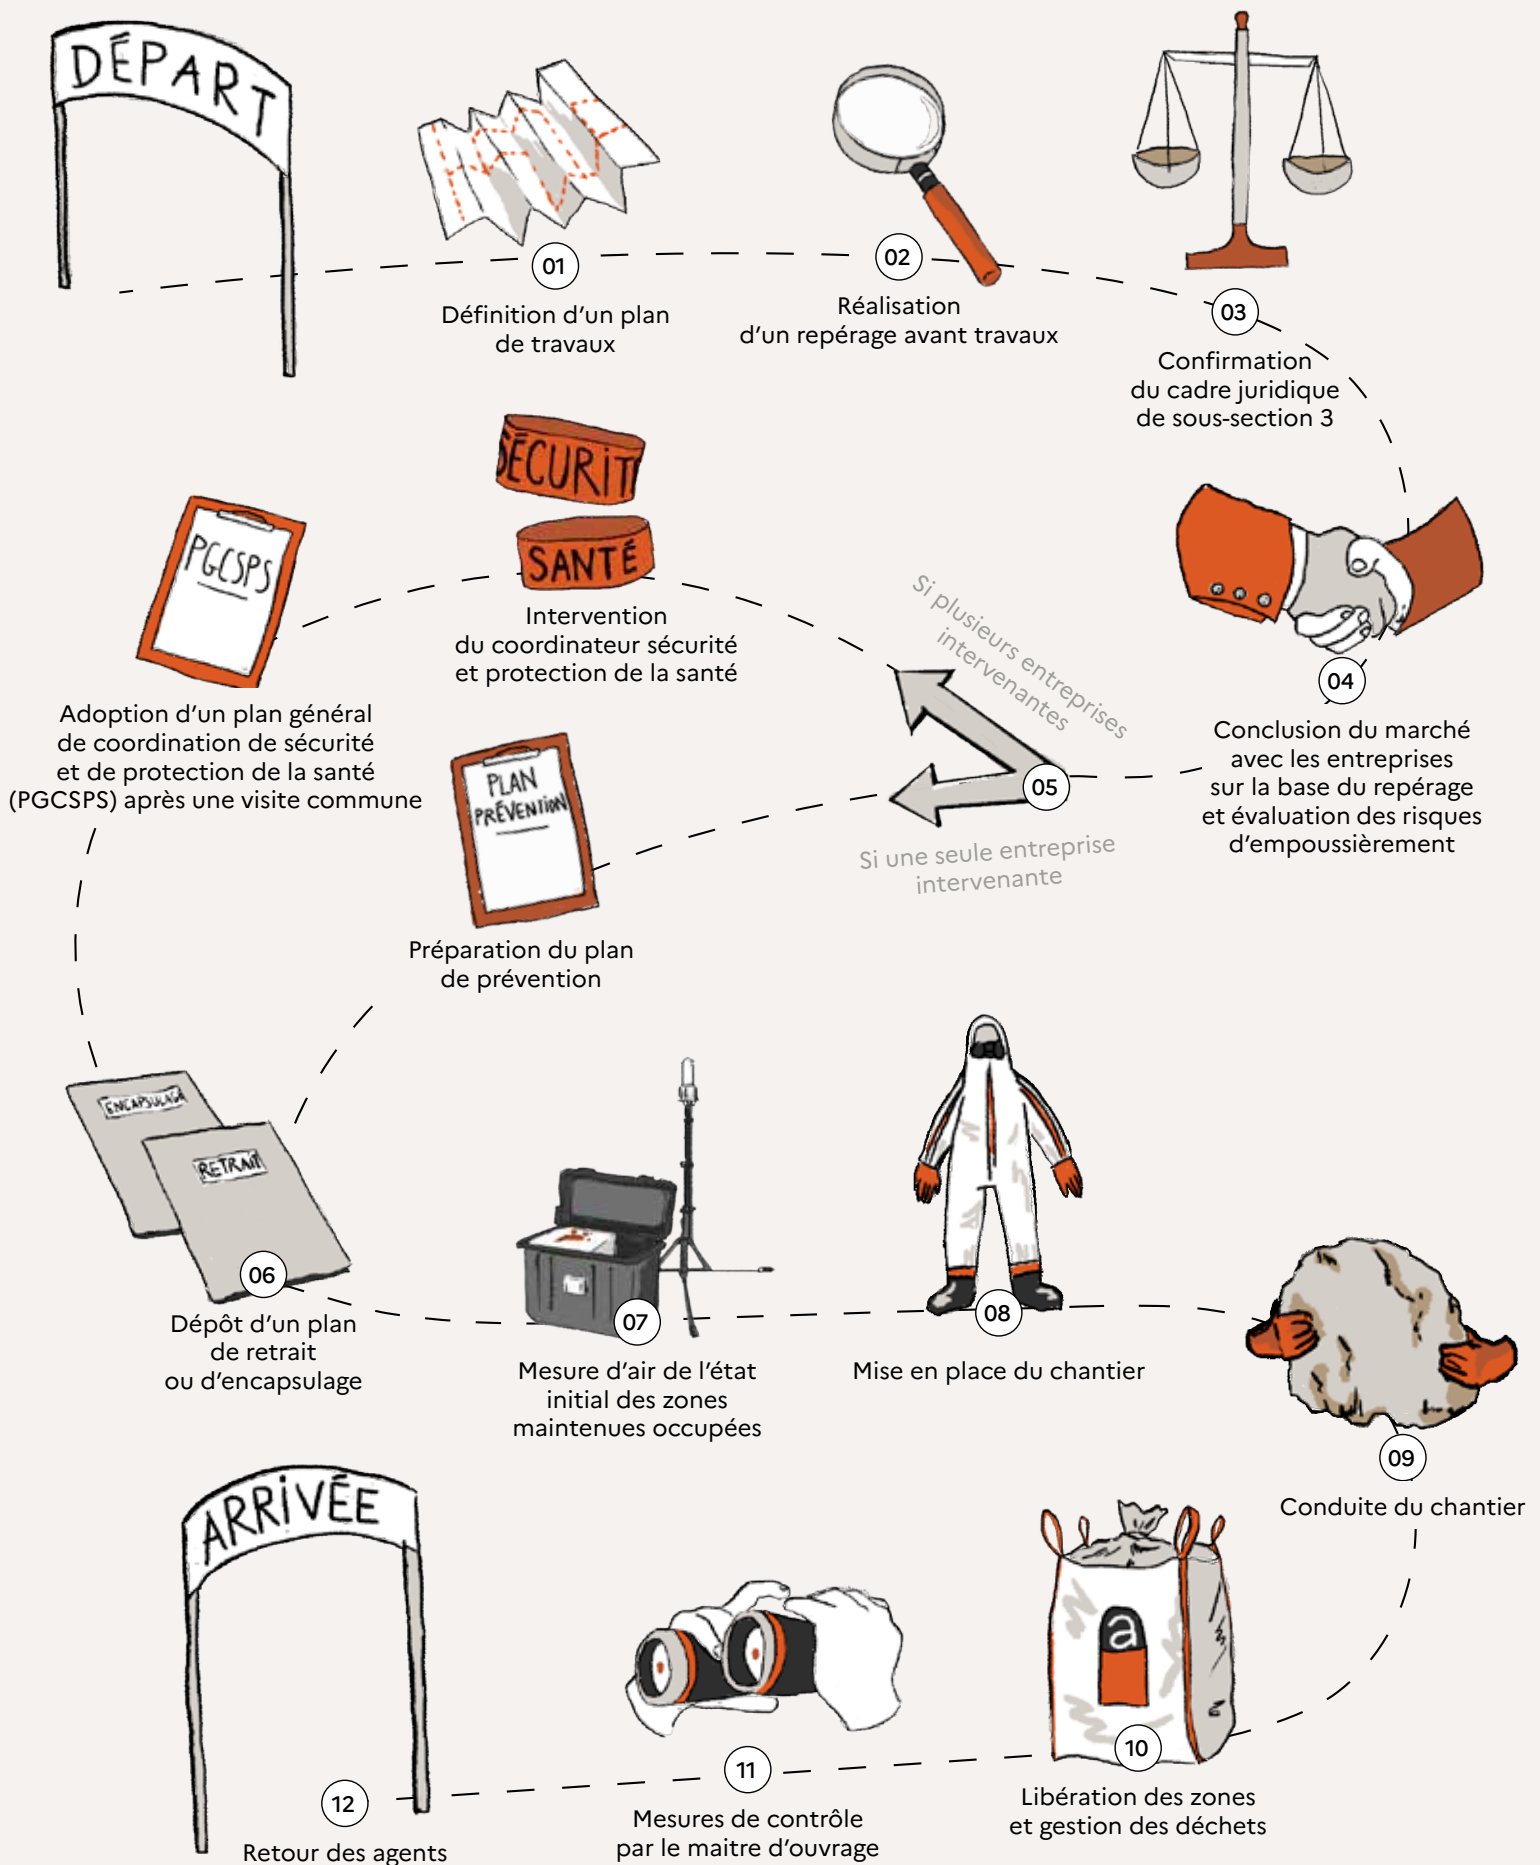 DÉPART
01
Définition d'un plan
de travaux
02
Réalisation
d'un repérage avant travaux
03
Confirmation
du cadre juridique
de sous-section 3
04
Conclusion du marché
avec les entreprises
sur la base du repérage
et évaluation des risques
d'empoussièrement
05
Si plusieurs entreprises
intervenantes
SÉCURIT
SANTÉ
Intervention
du coordinateur sécurité
et protection de la santé
PGCSPS
Adoption d'un plan général
de coordination de sécurité
et de protection de la santé
(PGCSPS) après une visite commune
Si une seule entreprise
intervenante
PLAN
PRÉVENTION
Préparation du plan
de prévention
ENCAPSULAGE
RETRAIT
06
Dépôt d'un plan
de retrait
ou d'encapsulage
07
Mesure d'air de l'état
initial des zones
maintenues occupées
08
Mise en place du chantier
09
Conduite du chantier
a
10
Libération des zones
et gestion des déchets
11
Mesures de contrôle
par le maitre d'ouvrage
ARRIVÉE
12
Retour des agents